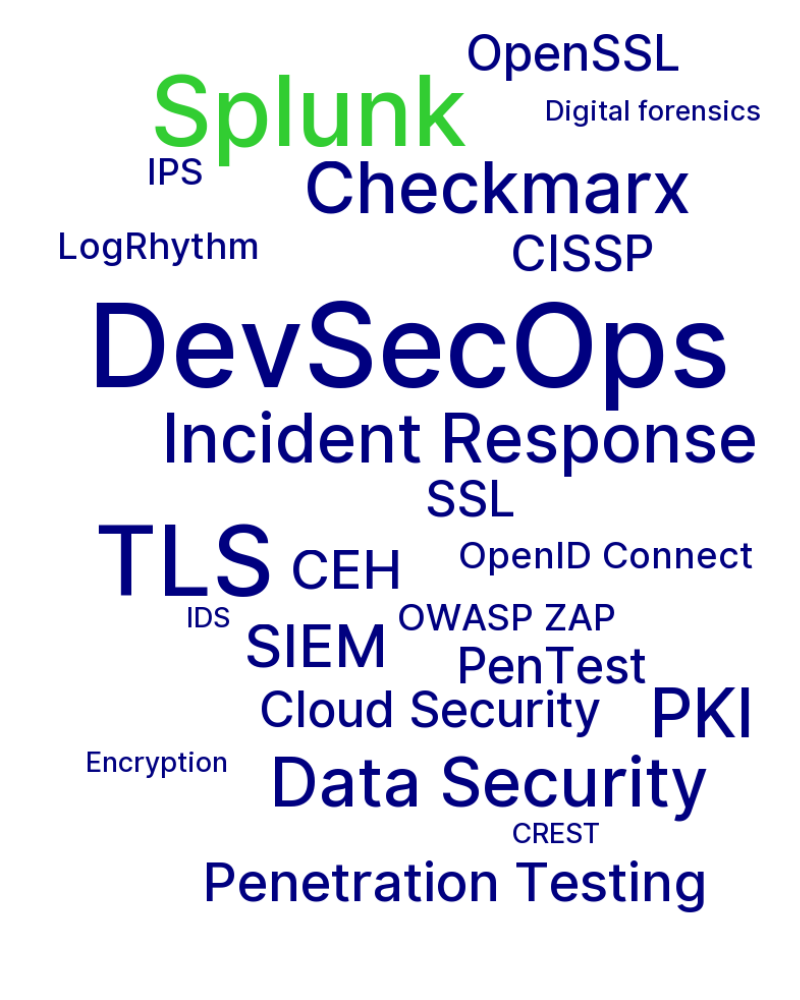 OpenSSL
Splunk
Digital forensics
IPS
Checkmarx
LogRhythm
CISSP
DevSecOps
Incident Response
SSL
TLS
CEH
OpenID Connect
IDS
OWASP ZAP
SIEM
PenTest
Cloud Security
PKI
Encryption
Data Security
CREST
Penetration Testing